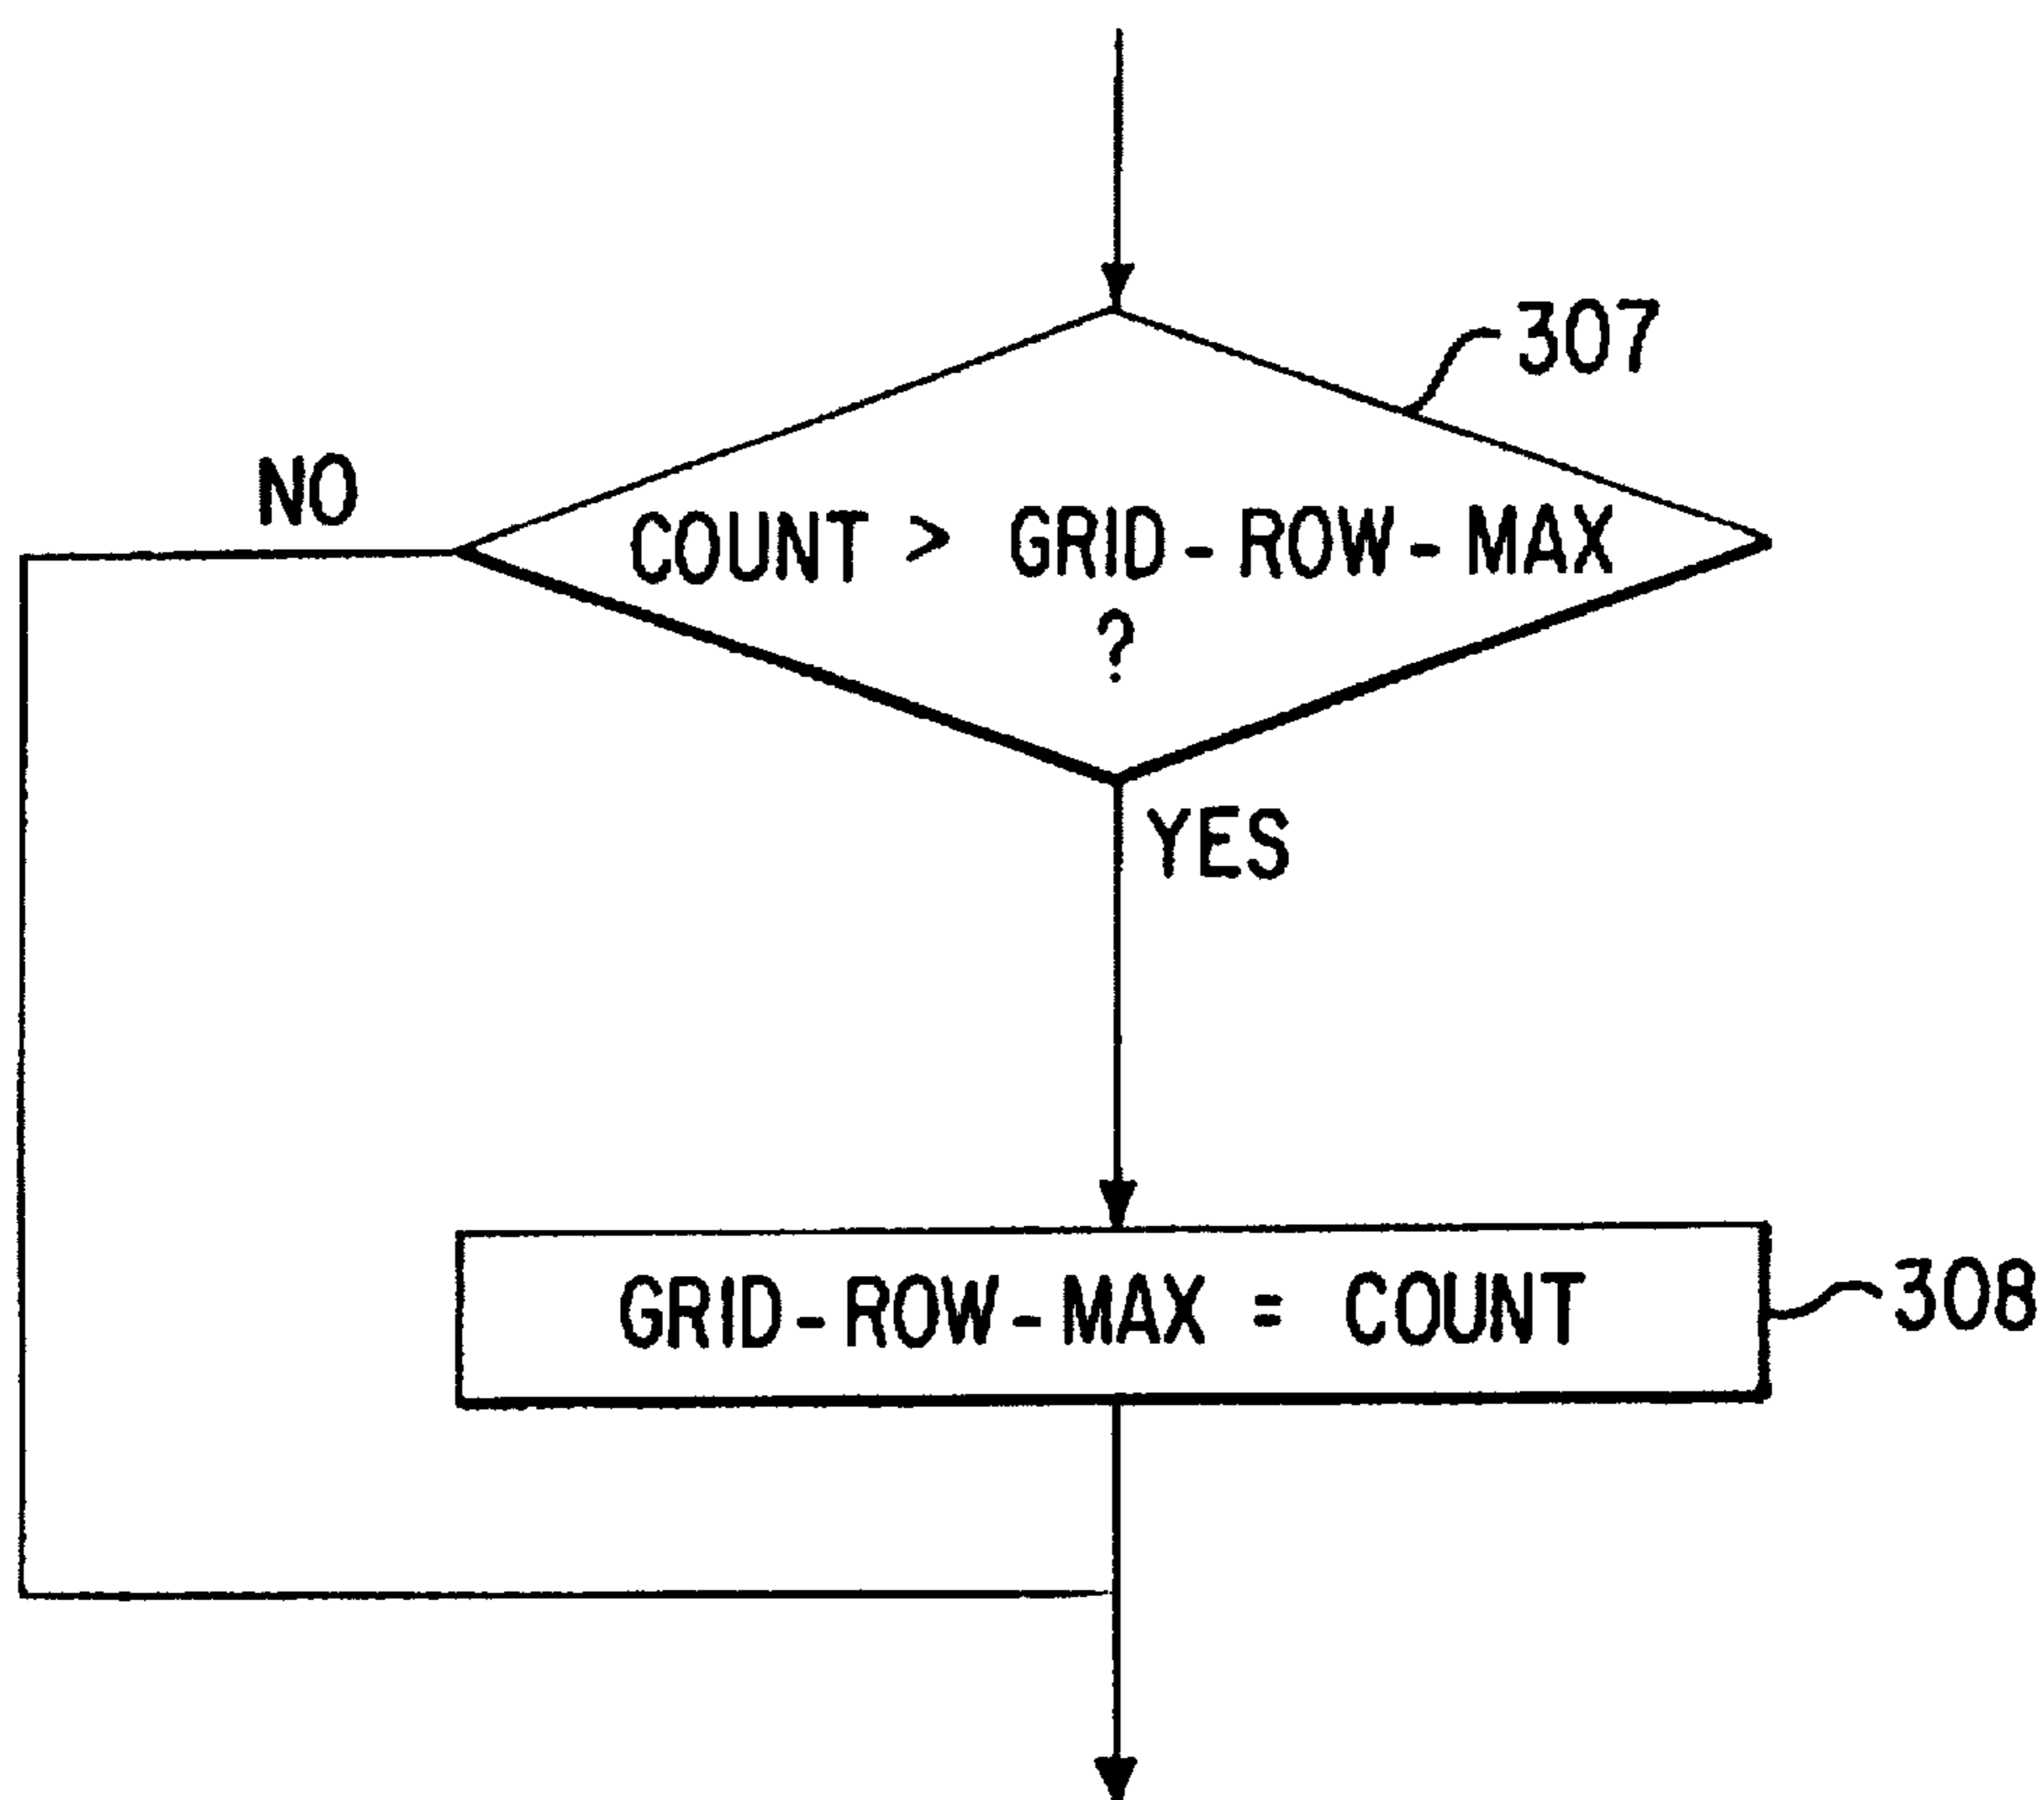 307
NO
COUNT > GRID-ROW-MAX
?
YES
GRID-ROW-MAX = COUNT
308